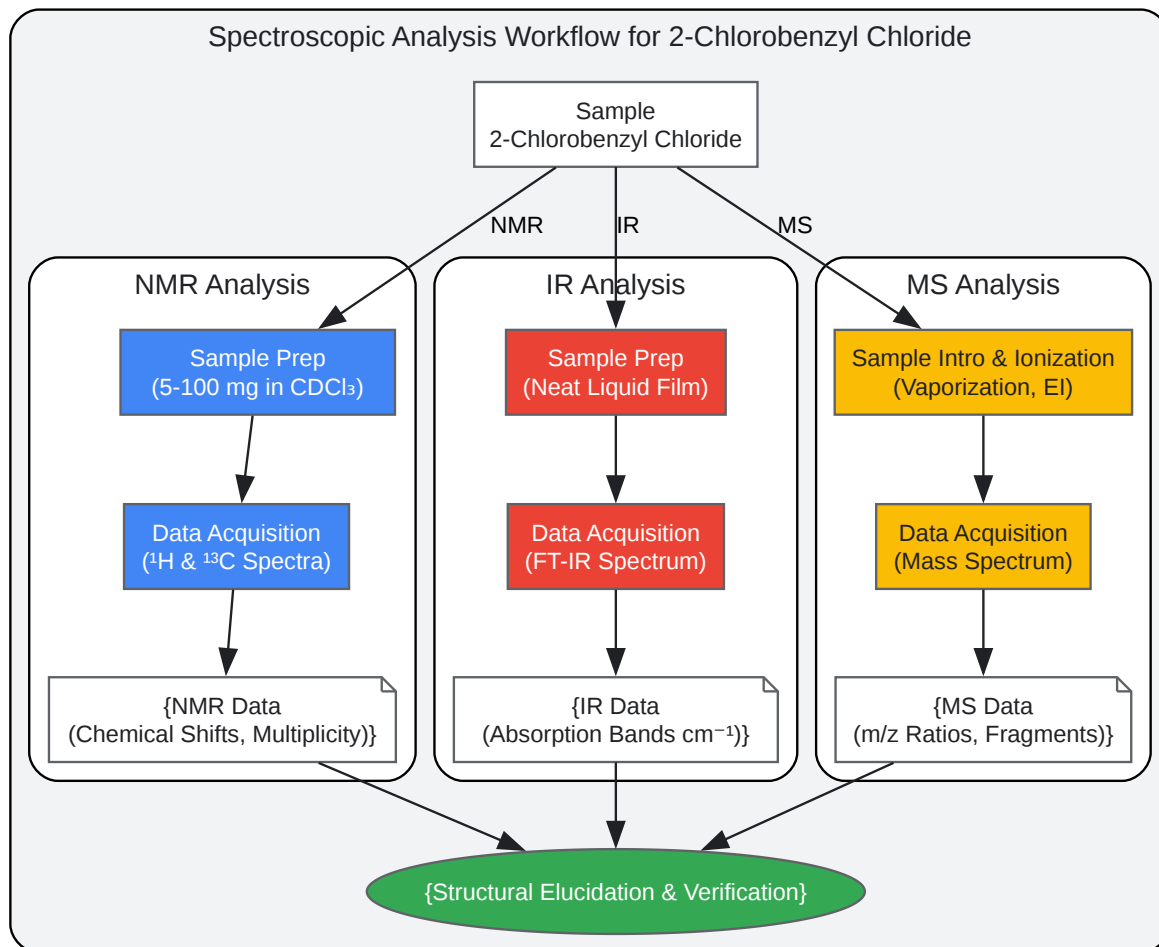 Spectroscopic Analysis Workflow for 2-Chlorobenzyl Chloride
Sample
2-Chlorobenzyl Chloride
NMR
IR
MS
NMR Analysis
Sample Prep
(5-100 mg in CDCl₃)
Data Acquisition
(¹H & ¹³C Spectra)
{NMR Data
(Chemical Shifts, Multiplicity)}
IR Analysis
Sample Prep
(Neat Liquid Film)
Data Acquisition
(FT-IR Spectrum)
{IR Data
(Absorption Bands cm⁻¹)}
MS Analysis
Sample Intro & Ionization
(Vaporization, EI)
Data Acquisition
(Mass Spectrum)
{MS Data
(m/z Ratios, Fragments)}
{Structural Elucidation & Verification}